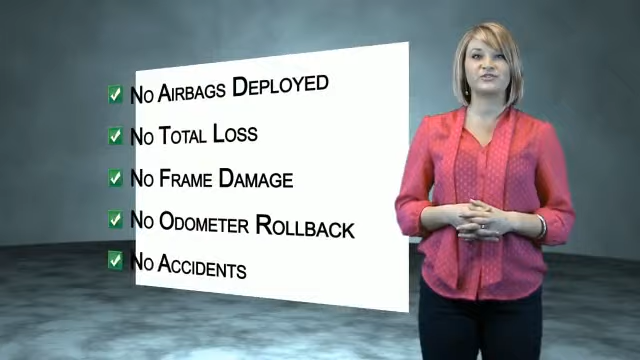 No Airbags Deployed
No Total Loss
No Frame Damage
No Odometer Rollback
No Accidents